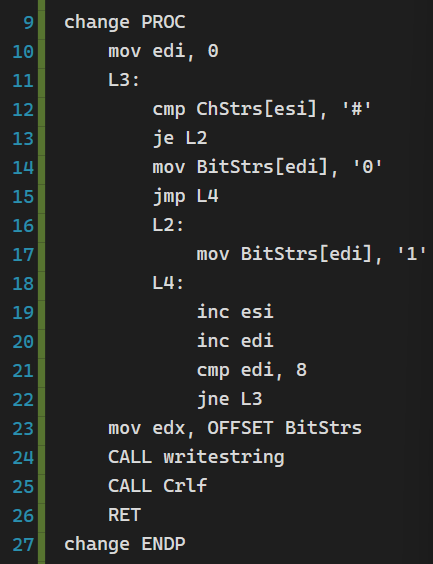 9 change PROC
10 mov edi, 0
11 L3:
12 cmp ChStrs[esi], '#'
13 je L2
14 mov BitStrs[edi], '0'
15 jmp L4
16 L2:
17 mov BitStrs[edi], '1'
18 L4:
19 inc esi
20 inc edi
21 cmp edi, 8
22 jne L3
23 mov edx, OFFSET BitStrs
24 CALL writestring
25 CALL Crlf
26 RET
27 change ENDP